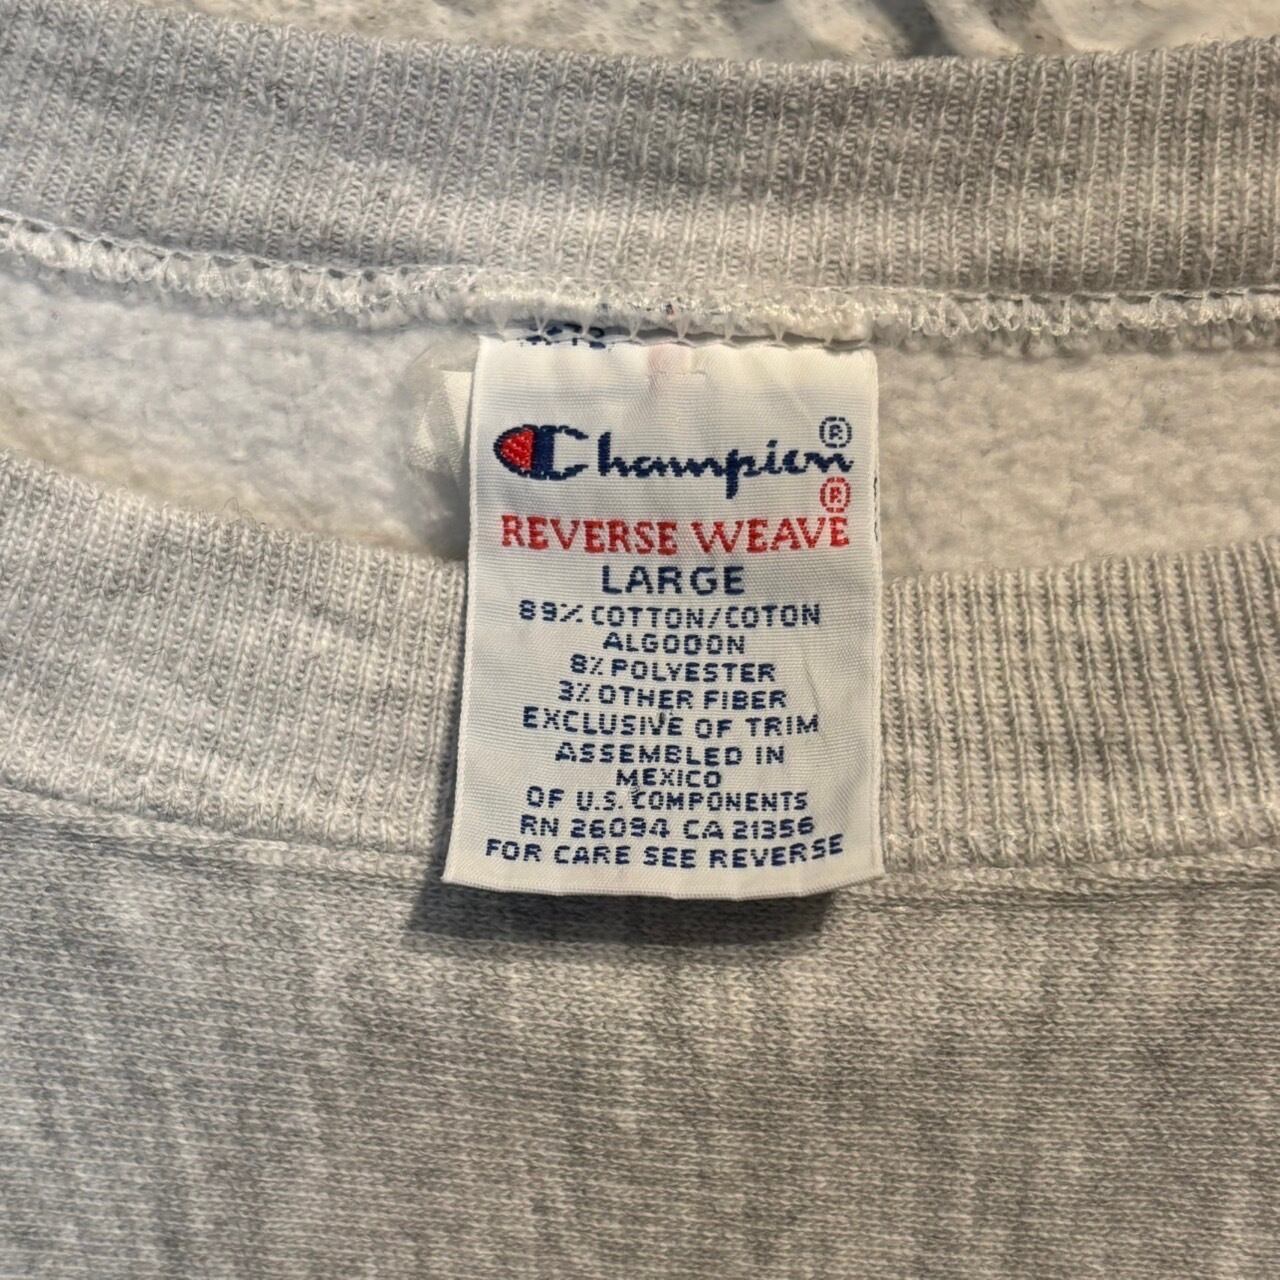 Champion®
®
REVERSE WEAVE
LARGE
89% COTTON/COTON
ALGODON
8% POLYESTER
3% OTHER FIBER
EXCLUSIVE OF TRIM
ASSEMBLED IN
MEXICO
OF U.S. COMPONENTS
RN 26094 CA 21356
FOR CARE SEE REVERSE